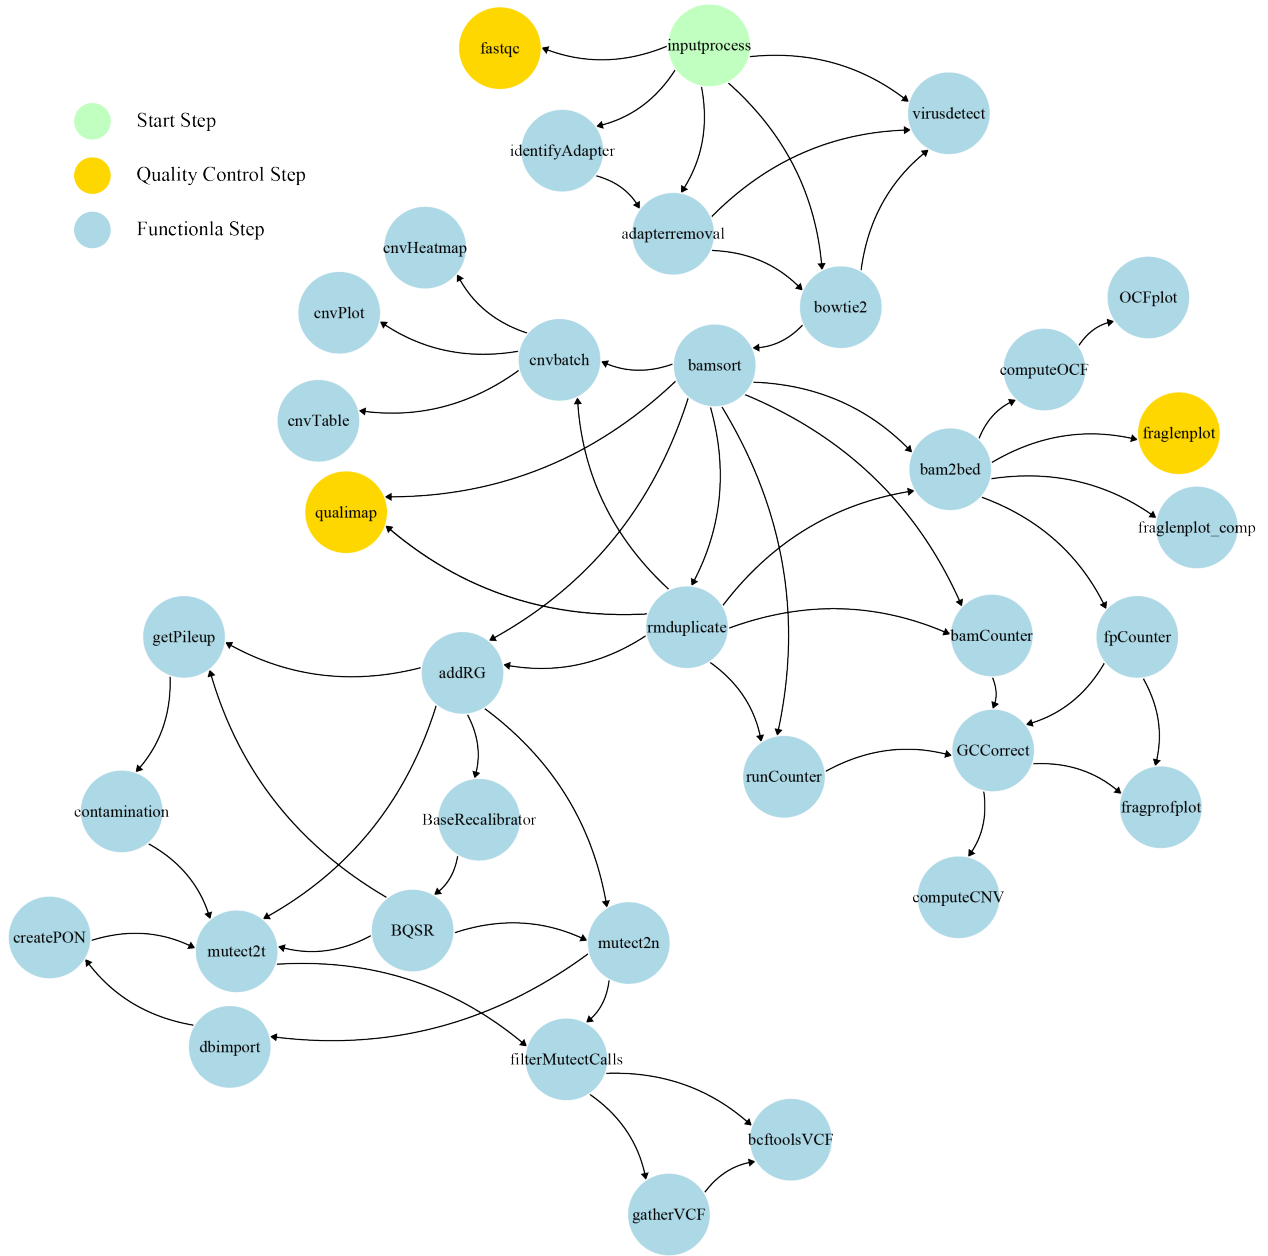 fastqc
inputprocess
virusdetect
Start Step
Quality Control Step
Functionla Step
identifyAdapter
adapterremoval
cnvHeatmap
cnvPlot
bowtie2
OCFplot
cnvbatch
bamsort
computeOCF
cnvTable
fraglenplot
bam2bed
qualimap
fraglenplot_comp
getPileup
rmduplicate
bamCounter
fpCounter
addRG
runCounter
GCCorrect
contamination
BaseRecalibrator
fragprofplot
computeCNV
createPON
mutect2t
BQSR
mutect2n
dbimport
filterMutectCalls
bcftoolsVCF
gatherVCF